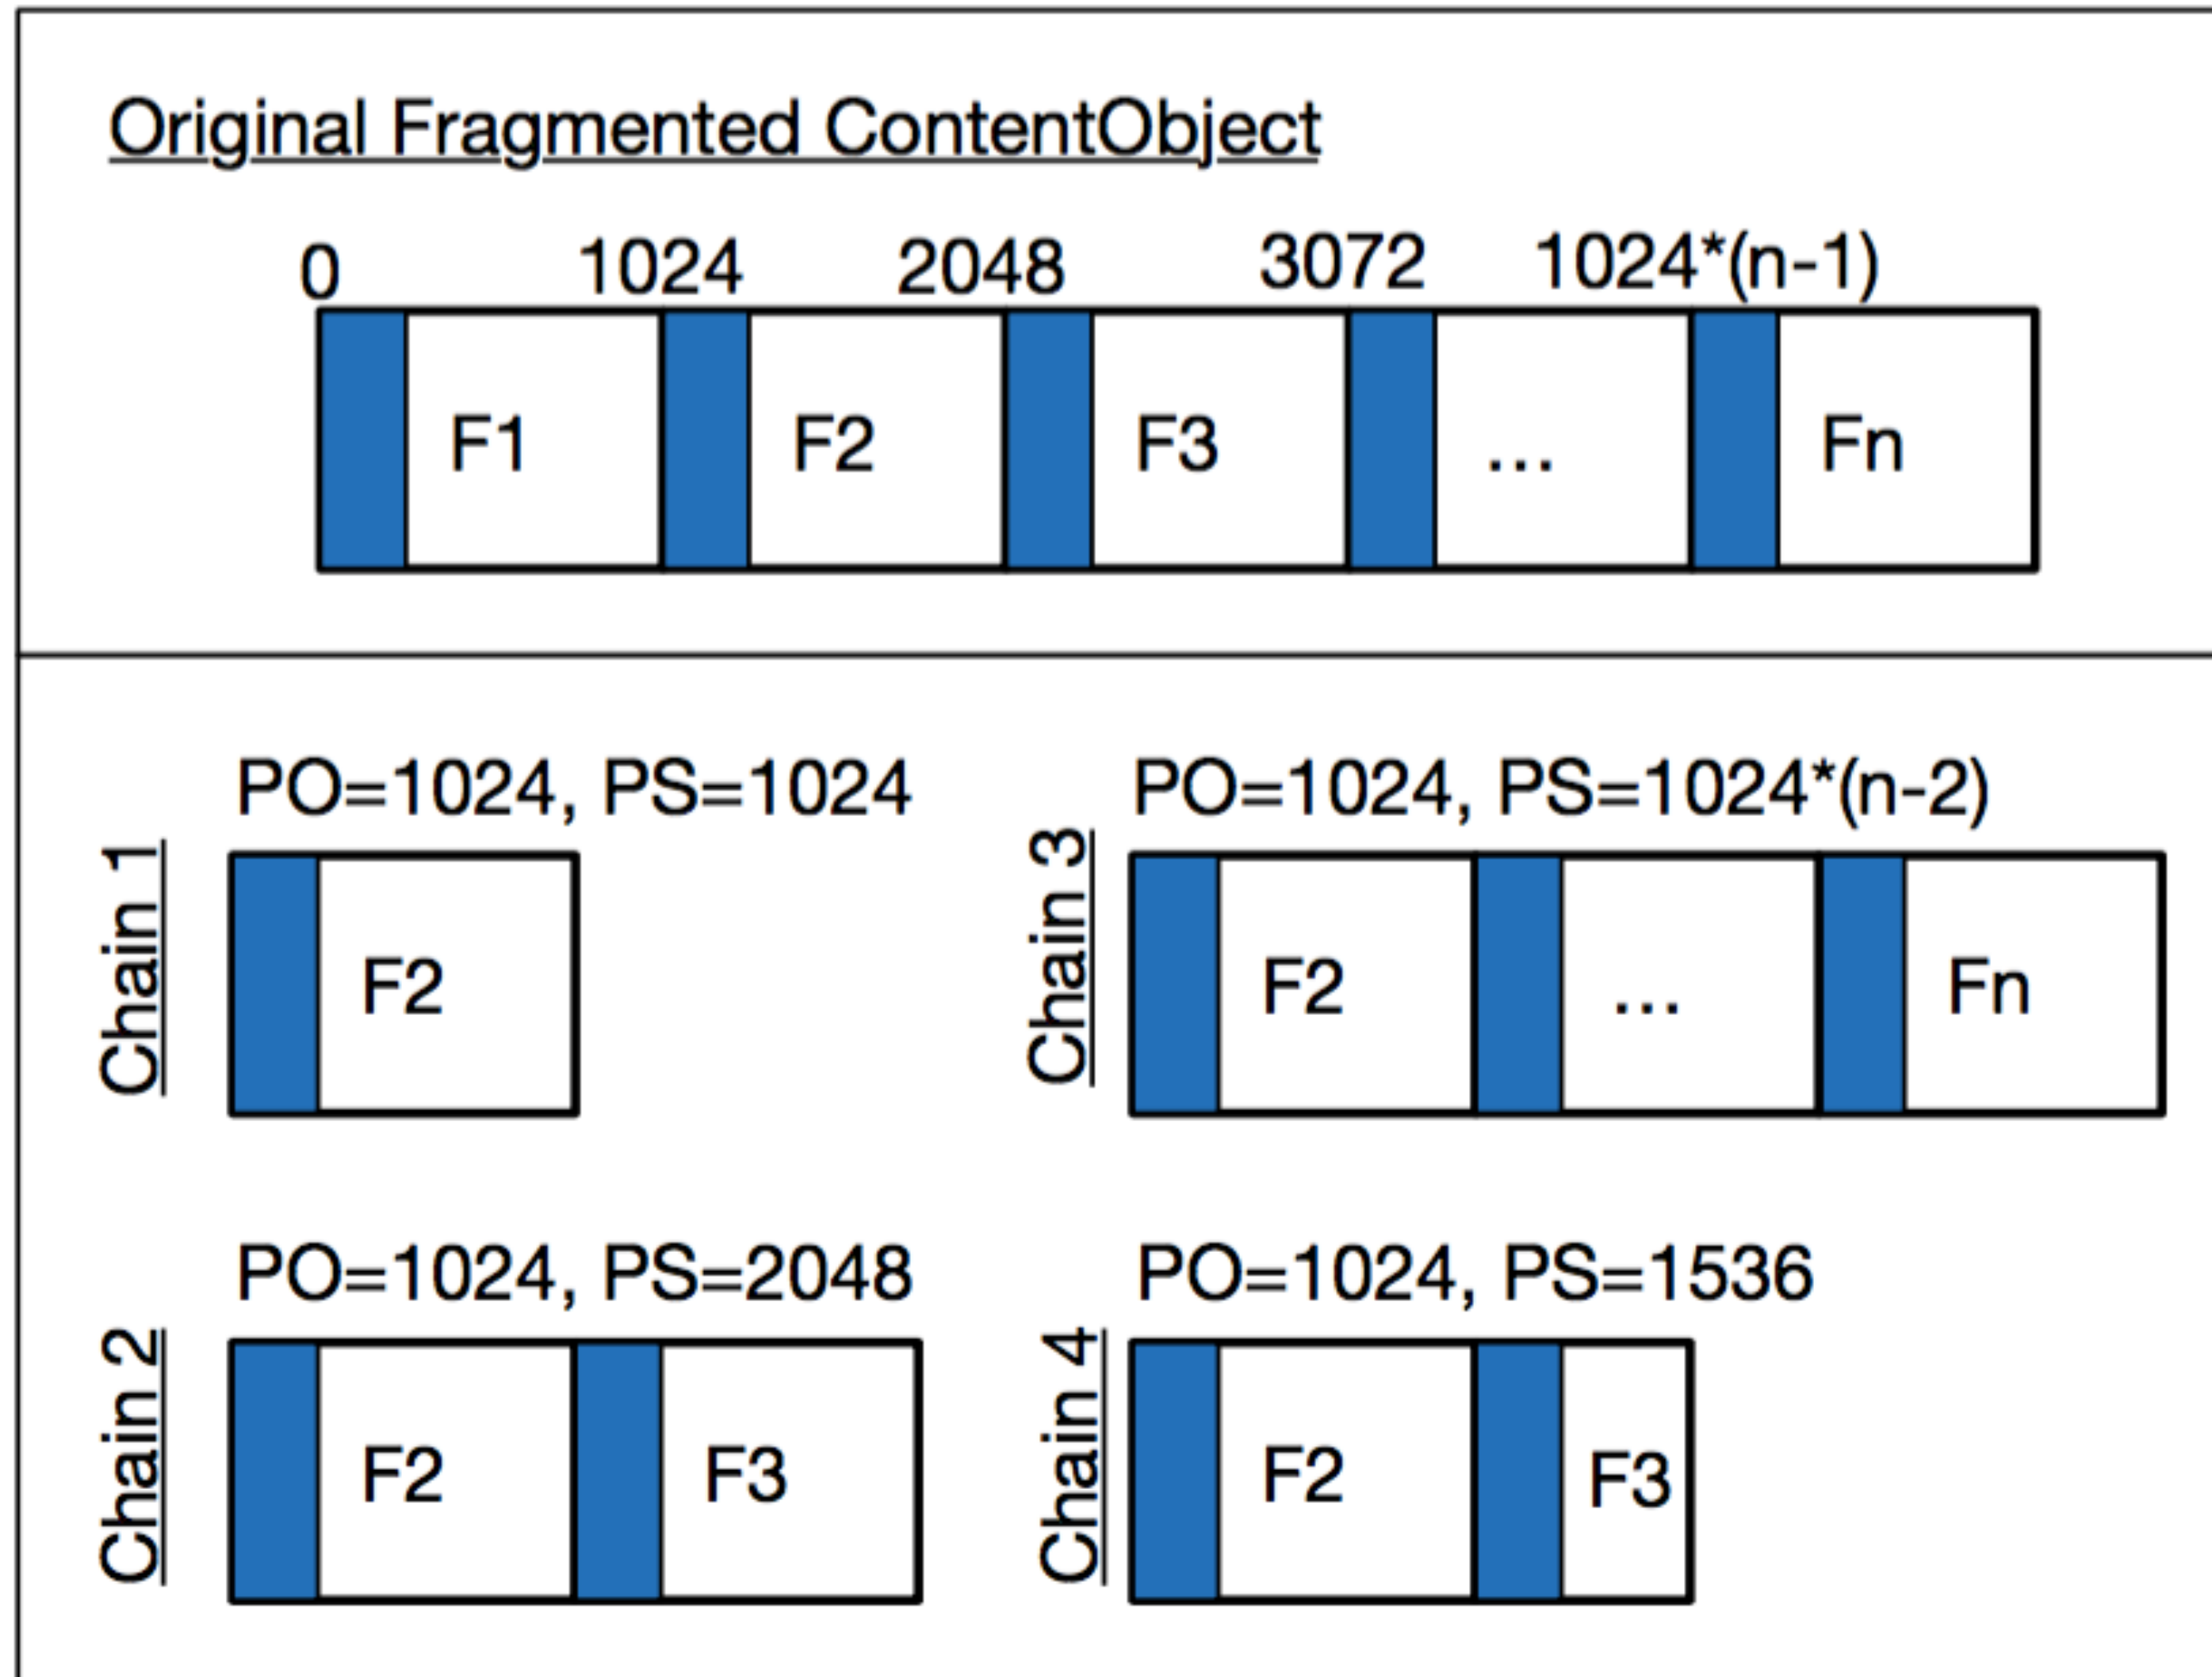 Original Fragmented ContentObject
0 1024 2048 3072 1024*(n-1)
F1 F2 F3 ... Fn
PO=1024, PS=1024
Chain 1
F2
PO=1024, PS=1024*(n-2)
Chain 3
F2 ... Fn
PO=1024, PS=2048
Chain 2
F2 F3
PO=1024, PS=1536
Chain 4
F2 F3